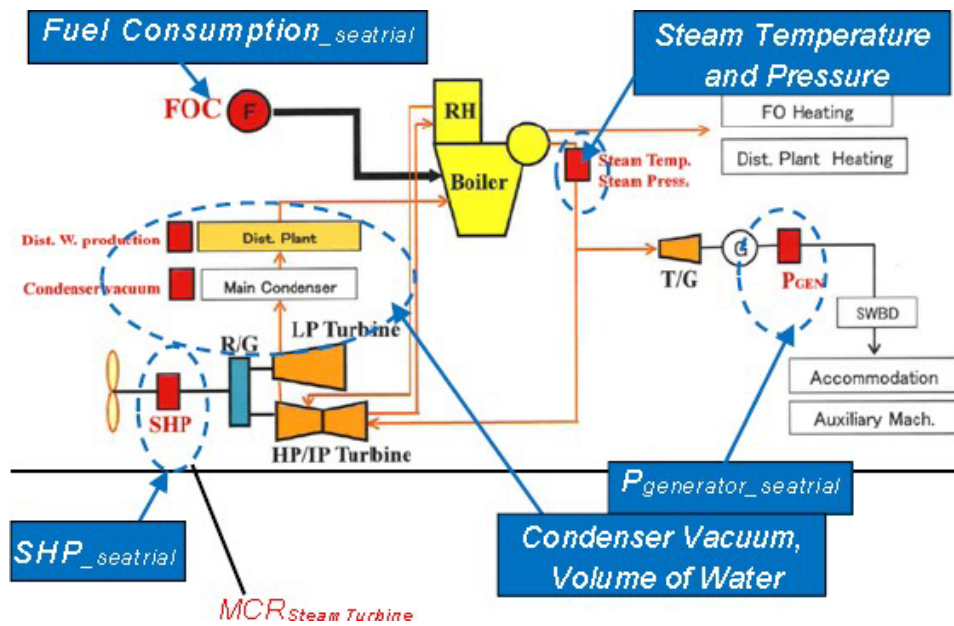 Fuel Consumption_seatrial
Steam Temperature
and Pressure
FOC
F
RH
FO Heating
Dist. Plant Heating
Steam Temp.
Steam Press.
Boiler
Dist. W. production
Dist. Plant
Condenser vacuum
Main Condenser
T/G
G
PGEN
SWBD
LP Turbine
R/G
Accommodation
SHP
Auxiliary Mach.
HP/IP Turbine
Pgenerator_seatrial
SHP_seatrial
Condenser Vacuum,
Volume of Water
MCRSteam Turbine